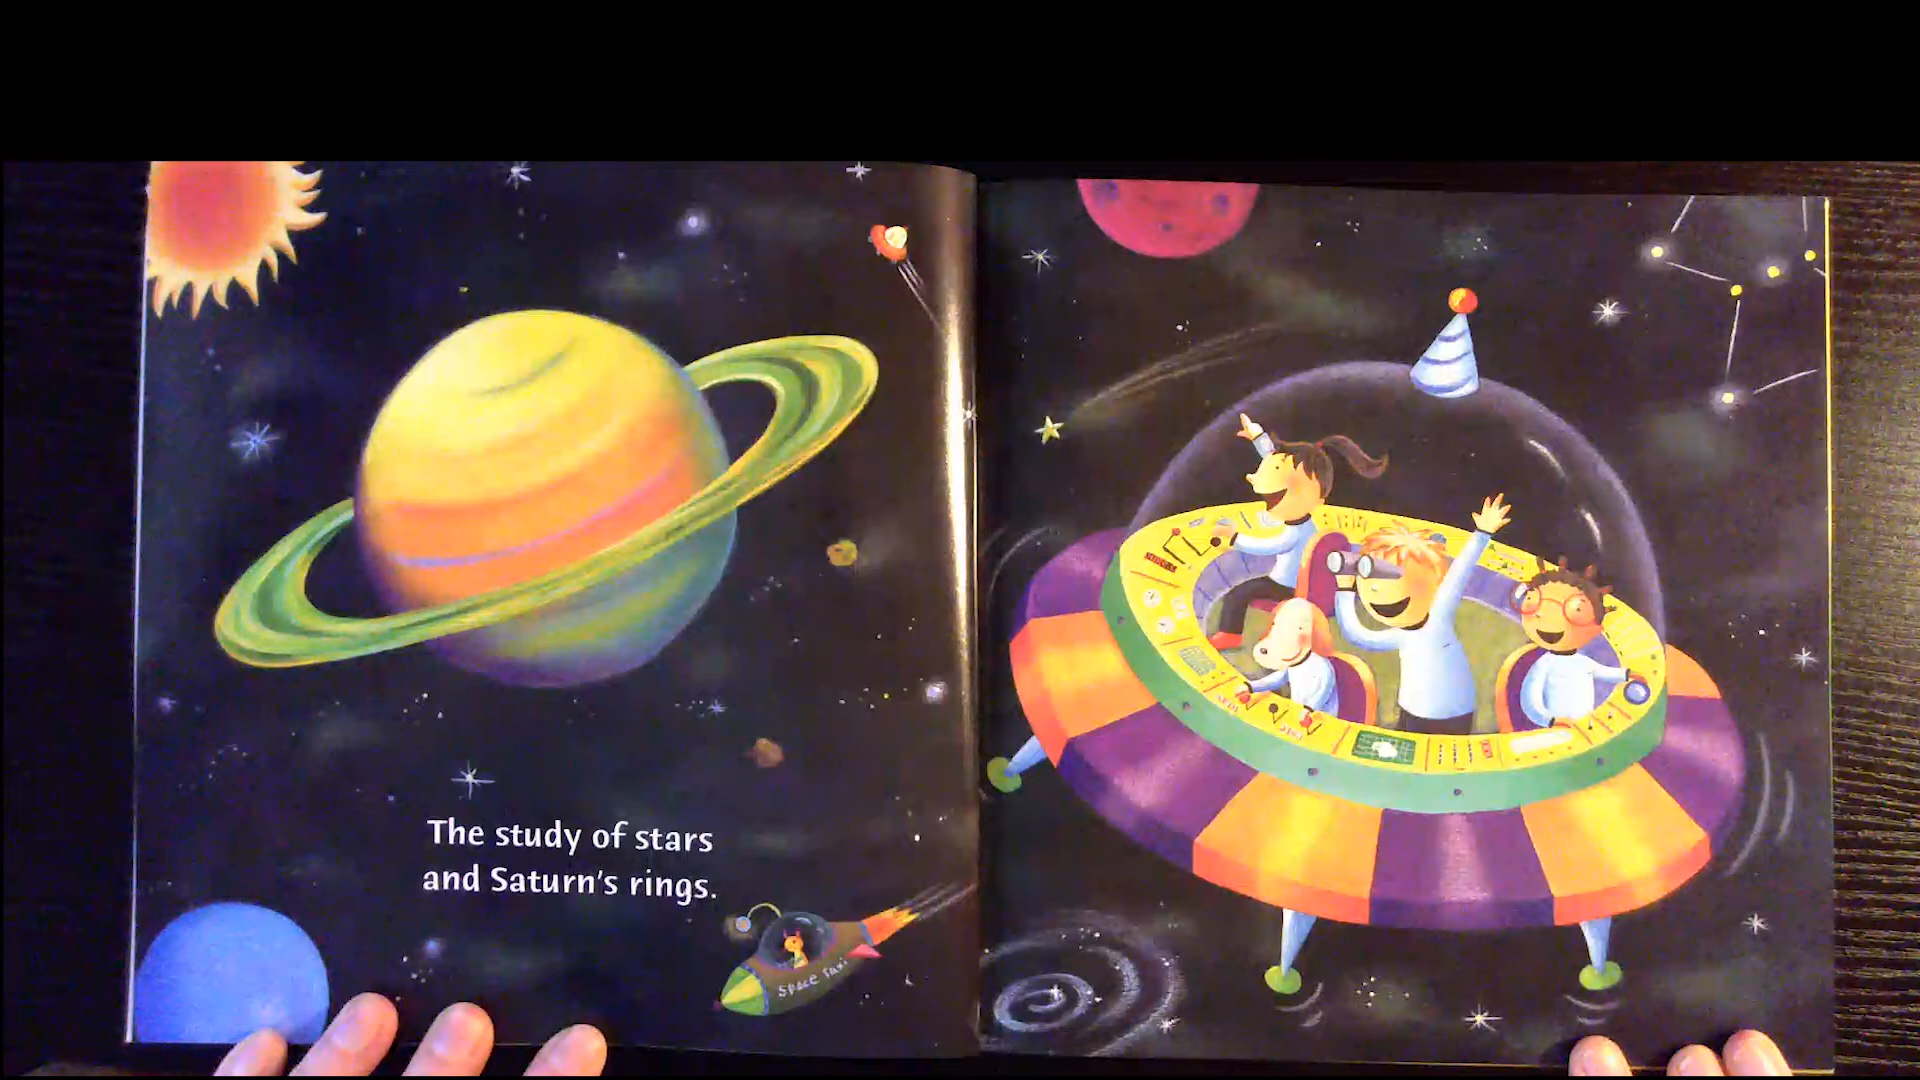 The study of stars
and Saturn's rings.
space taxi